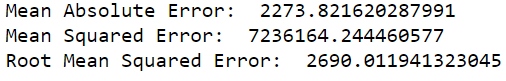 Mean Absolute Error:  2273.821620287991
Mean Squared Error:  7236164.244460577
Root Mean Squared Error:  2690.011941323045